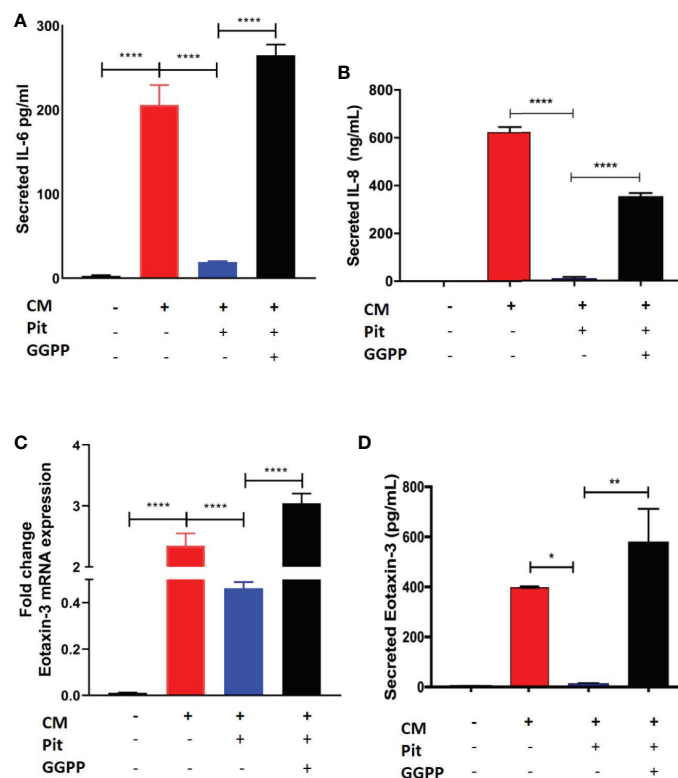 A
Secreted IL-6 pg/ml
300
200
100
0
****
****
****
CM - + + +
Pit - - + +
GGPP - - - +
B
Secreted IL-8 (ng/mL)
800
600
400
200
0
****
****
CM - + + +
Pit - - + +
GGPP - - - +
C
Fold change
Eotaxin-3 mRNA expression
4
3
2
0.4
0.0
****
****
****
CM - + + +
Pit - - + +
GGPP - - - +
D
Secreted Eotaxin-3 (pg/mL)
800
600
400
200
0
*
**
CM - + + +
Pit - - + +
GGPP - - - +